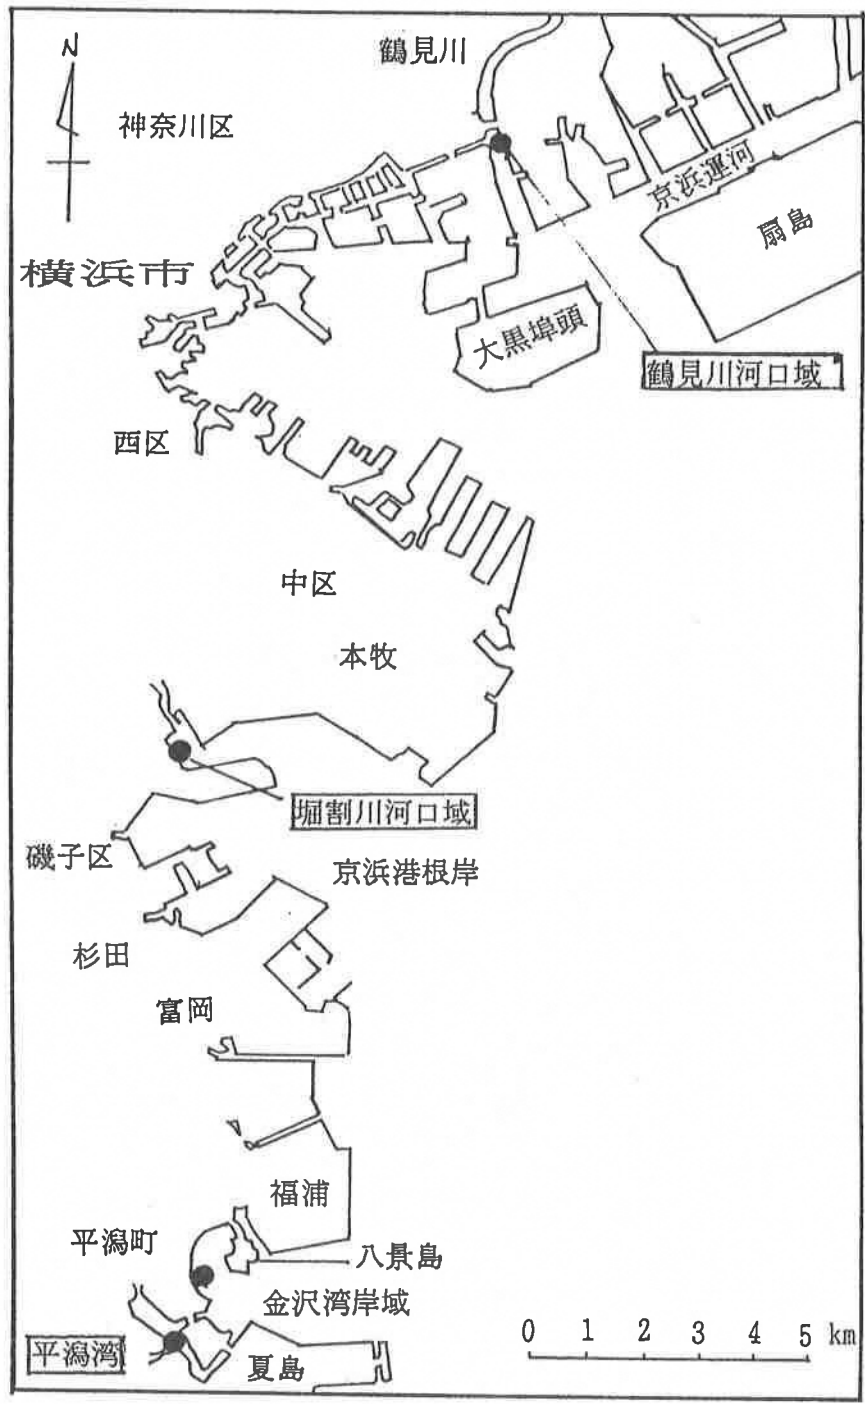 鶴見川
N
神奈川区
京浜運河
扇島
横浜市
大黒埠頭
鶴見川河口域
西区
中区
本牧
堀割川河口域
磯子区
京浜港根岸
杉田
富岡
福浦
平潟町
八景島
金沢湾岸域
0 1 2 3 4 5 km
平潟湾
夏島